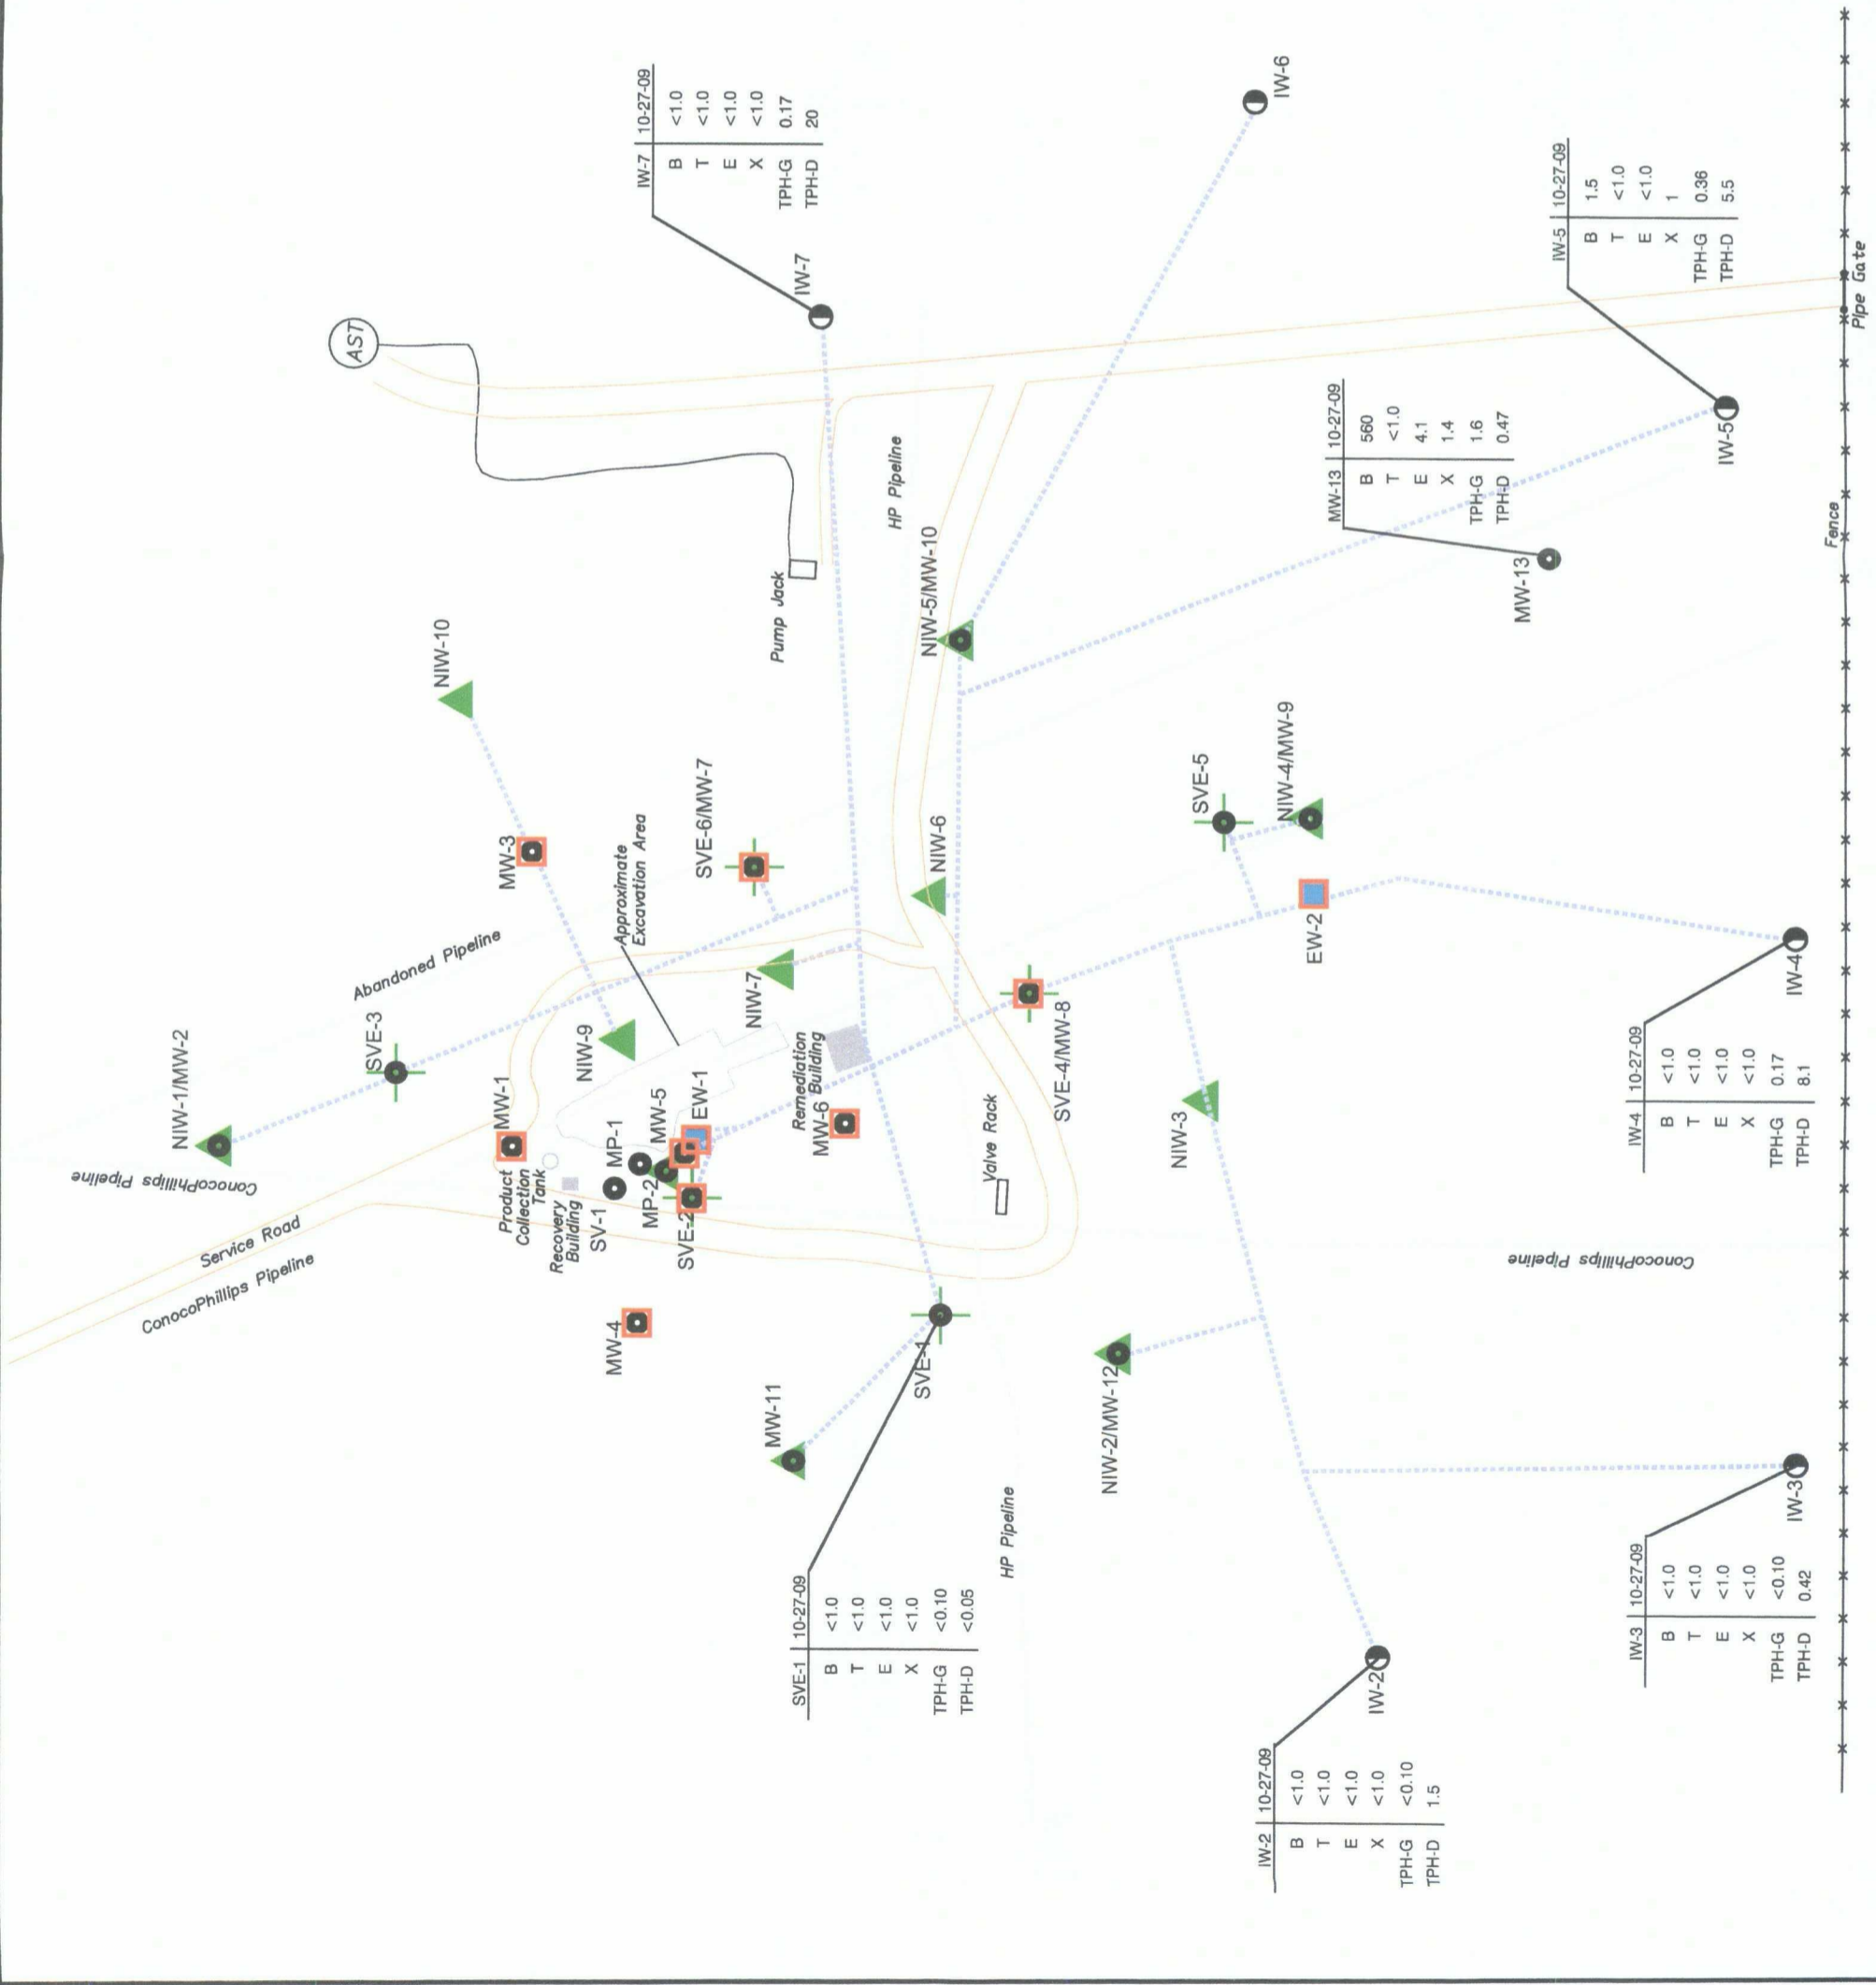 NIW-1/MW-2
ConocoPhillips Pipeline
Service Road
ConocoPhillips Pipeline
SVE-3
Abandoned Pipeline
MW-1
Product
Collection
Tank
Recovery
Building
NIW-9
MP-1
SV-1
MW-5
MP-2
EW-1
SVE-2
MW-4
Approximate
Excavation Area
MW-3
NIW-10
AST
Pump Jack
SVE-6/MW-7
NIW-7
Remediation
Building
MW-6
IW-7
IW-7 10-27-09
B <1.0
T <1.0
E <1.0
X <1.0
TPH-G 0.17
TPH-D 20
HP Pipeline
NIW-5/MW-10
NIW-6
IW-6
MW-11
SVE-1
SVE-1 10-27-09
B <1.0
T <1.0
E <1.0
X <1.0
TPH-G <0.10
TPH-D <0.05
HP Pipeline
Valve Rack
SVE-4/MW-8
NIW-2/MW-12
NIW-3
SVE-5
NIW-4/MW-9
EW-2
MW-13
MW-13 10-27-09
B 560
T <1.0
E 4.1
X 1.4
TPH-G 1.6
TPH-D 0.47
IW-5
IW-5 10-27-09
B 1.5
T <1.0
E <1.0
X 1
TPH-G 0.36
TPH-D 5.5
IW-2
IW-2 10-27-09
B <1.0
T <1.0
E <1.0
X <1.0
TPH-G <0.10
TPH-D 1.5
ConocoPhillips Pipeline
IW-3
IW-3 10-27-09
B <1.0
T <1.0
E <1.0
X <1.0
TPH-G <0.10
TPH-D 0.42
IW-4
IW-4 10-27-09
B <1.0
T <1.0
E <1.0
X <1.0
TPH-G 0.17
TPH-D 8.1
Fence
Pipe Gate